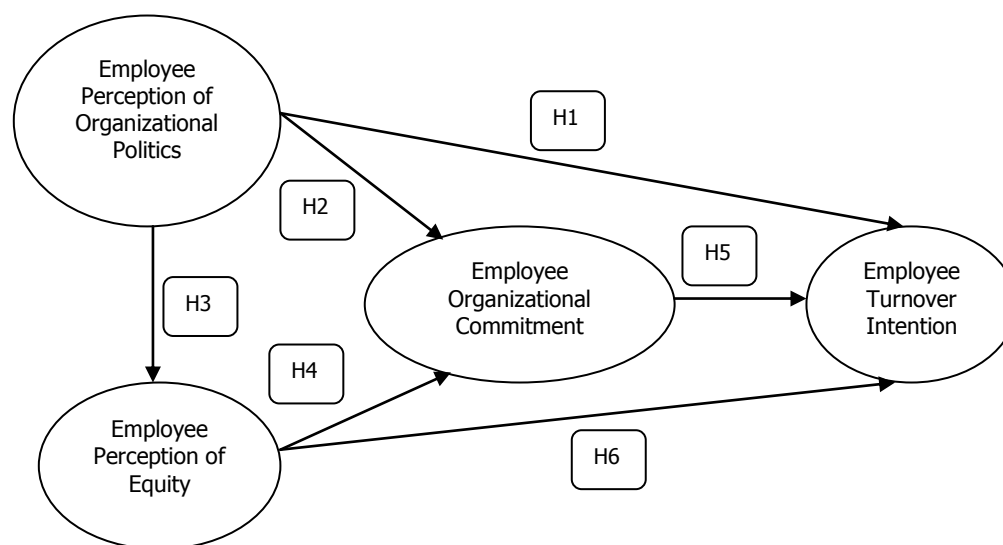 Employee
Perception of
Organizational
Politics
H1
H2
H3
H4
Employee
Organizational
Commitment
H5
Employee
Turnover
Intention
Employee
Perception of
Equity
H6